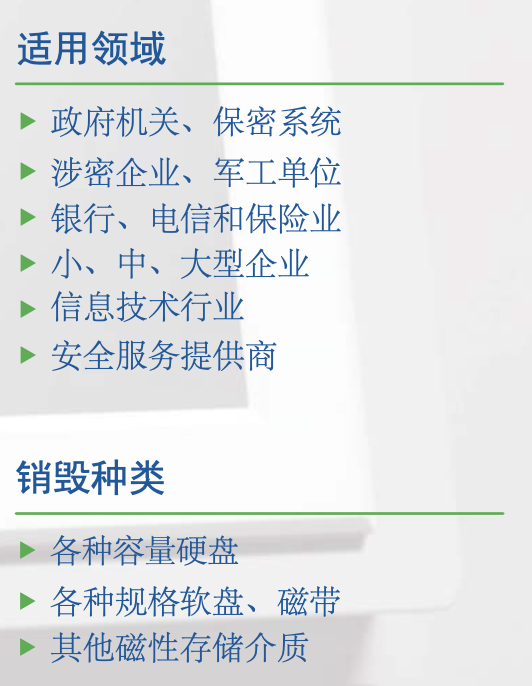 适用领域
政府机关、保密系统
涉密企业、军工单位
银行、电信和保险业
小、中、大型企业
信息技术行业
安全服务提供商
销毁种类
各种容量硬盘
各种规格软盘、磁带
其他磁性存储介质